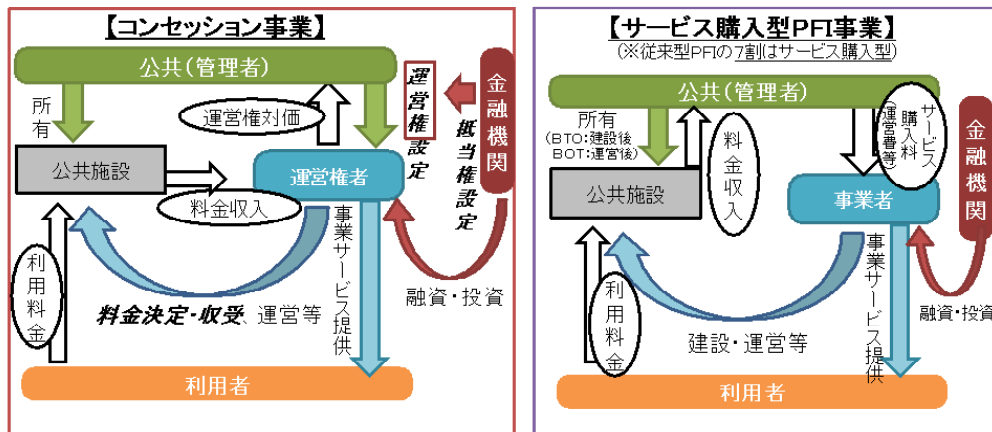 【コンセッション事業】
公共(管理者)
所有
運営権対価
運営権設定
金融機関
抵当権設定
公共施設
運営権者
料金収入
利用料金
事業サービス提供
料金決定・収受、運営等
融資・投資
利用者
【サービス購入型PFI事業】
(※従来型PFIの7割はサービス購入型)
公共(管理者)
所有
(BTO:建設後
BOT:運営後)
料金収入
サービス
購入料
(運営費等)
金融機関
公共施設
事業者
利用料金
事業サービス提供
建設・運営等
融資・投資
利用者